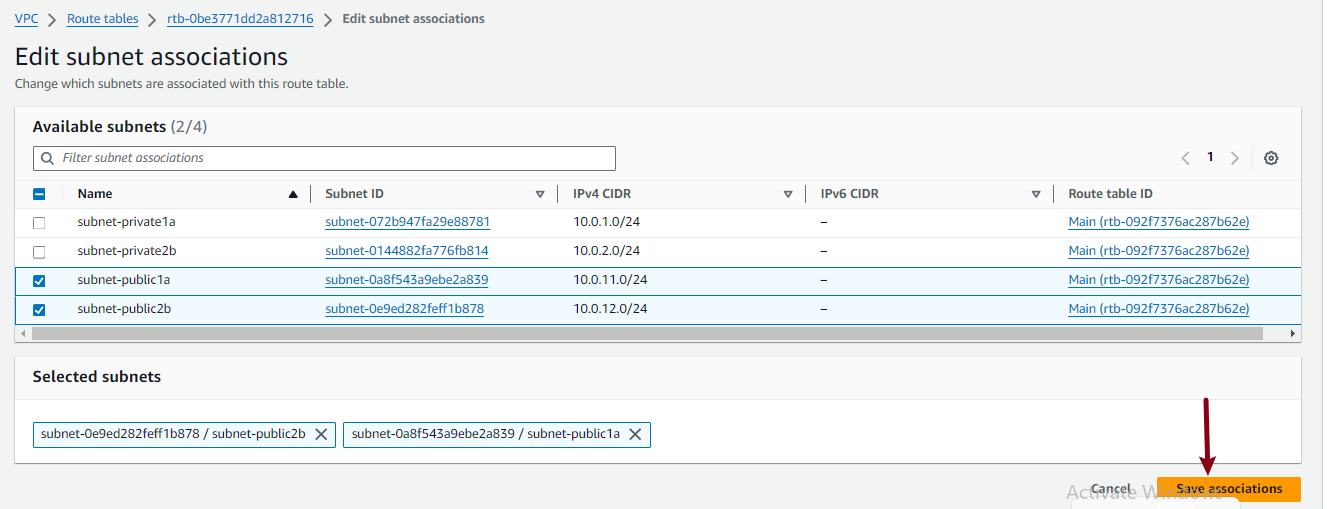 VPC > Route tables > rtb-0be3771dd2a812716 > Edit subnet associations
Edit subnet associations
Change which subnets are associated with this route table.
Available subnets (2/4)
Filter subnet associations
1
Name Subnet ID IPv4 CIDR IPv6 CIDR Route table ID
subnet-private1a subnet-072b947fa29e88781 10.0.1.0/24 – Main (rtb-092f7376ac287b62e)
subnet-private2b subnet-0144882fa776fb814 10.0.2.0/24 – Main (rtb-092f7376ac287b62e)
subnet-public1a subnet-0a8f543a9ebe2a839 10.0.11.0/24 – Main (rtb-092f7376ac287b62e)
subnet-public2b subnet-0e9ed282feff1b878 10.0.12.0/24 – Main (rtb-092f7376ac287b62e)
Selected subnets
subnet-0e9ed282feff1b878 / subnet-public2b subnet-0a8f543a9ebe2a839 / subnet-public1a
Cancel Save associations
Activate Windows